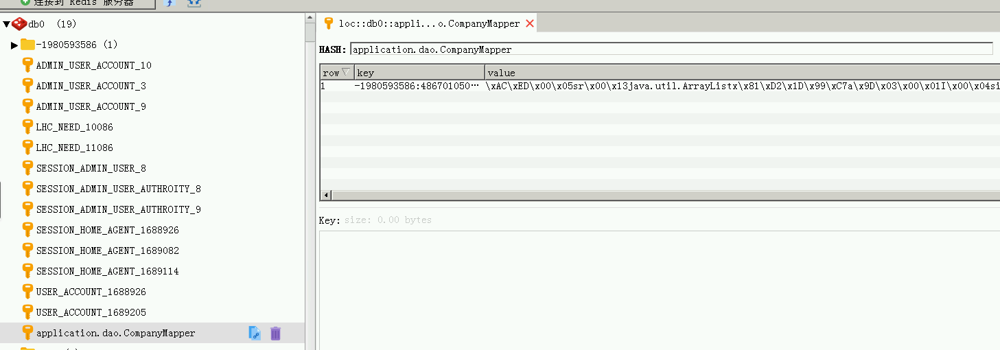 连接到 Redis 服务器
db0 (19)
-1980593586 (1)
ADMIN_USER_ACCOUNT_10
ADMIN_USER_ACCOUNT_3
ADMIN_USER_ACCOUNT_9
LHC_NEED_10086
LHC_NEED_11086
SESSION_ADMIN_USER_8
SESSION_ADMIN_USER_AUTHROITY_8
SESSION_ADMIN_USER_AUTHROITY_9
SESSION_HOME_AGENT_1688926
SESSION_HOME_AGENT_1689082
SESSION_HOME_AGENT_1689114
USER_ACCOUNT_1688926
USER_ACCOUNT_1689205
application.dao.CompanyMapper
loc::db0::appli...o.CompanyMapper
HASH: application.dao.CompanyMapper
row key value
1 -1980593586:486701050… \xAC\xED\x00\x05sr\x00\x13java.util.ArrayListx\x81\xD2\x1D\x99\xC7a\x9D\x03\x00\x01I\x00\x04si
Key: size: 0.00 bytes